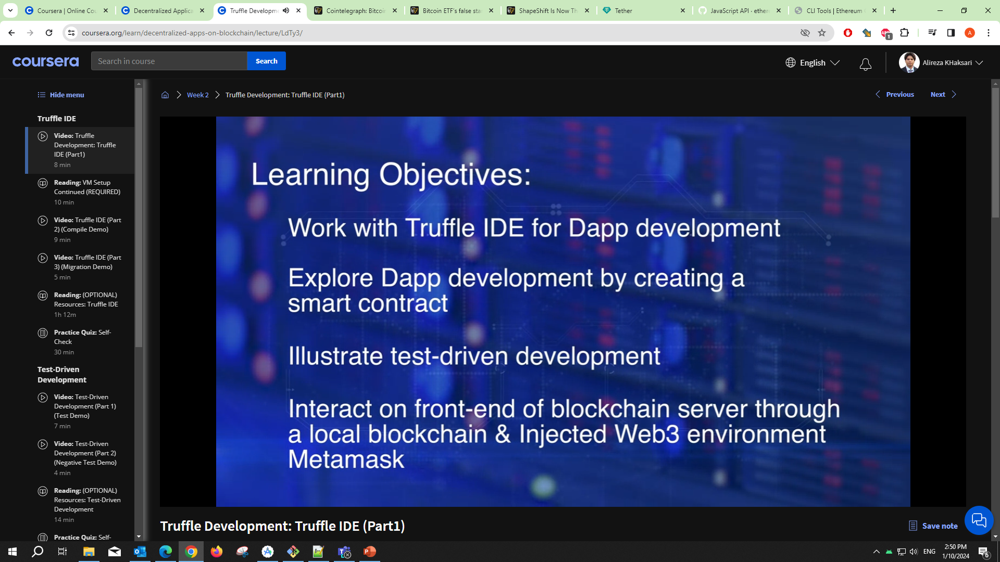 Coursera | Online Cou
Decentralized Applica
Truffle Developme
Cointelegraph: Bitcoin
Bitcoin ETF's false sta
ShapeShift Is Now Th
Tether
JavaScript API · ether
CLI Tools | Ethereum
coursera.org/learn/decentralized-apps-on-blockchain/lecture/LdTy3/
1
A
coursera
Search in course
Search
English
Alireza KHaksari
Hide menu
Week 2
Truffle Development: Truffle IDE (Part1)
Previous
Next
Truffle IDE
Video: Truffle
Development: Truffle
IDE (Part1)
8 min
Reading: VM Setup
Continued (REQUIRED)
10 min
Video: Truffle IDE (Part
2) (Compile Demo)
9 min
Video: Truffle IDE (Part
3) (Migration Demo)
5 min
Reading: (OPTIONAL)
Resources: Truffle IDE
1h 12m
Practice Quiz: Self-
Check
30 min
Test-Driven
Development
Video: Test-Driven
Development (Part 1)
(Test Demo)
7 min
Video: Test-Driven
Development (Part 2)
(Negative Test Demo)
4 min
Reading: (OPTIONAL)
Resources: Test-Driven
Development
14 min
Practice Quiz: Self-
Learning Objectives:
Work with Truffle IDE for Dapp development
Explore Dapp development by creating a
smart contract
Illustrate test-driven development
Interact on front-end of blockchain server through
a local blockchain & Injected Web3 environment
Metamask
Truffle Development: Truffle IDE (Part1)
Save note
ENG
2:50 PM
1/10/2024
6